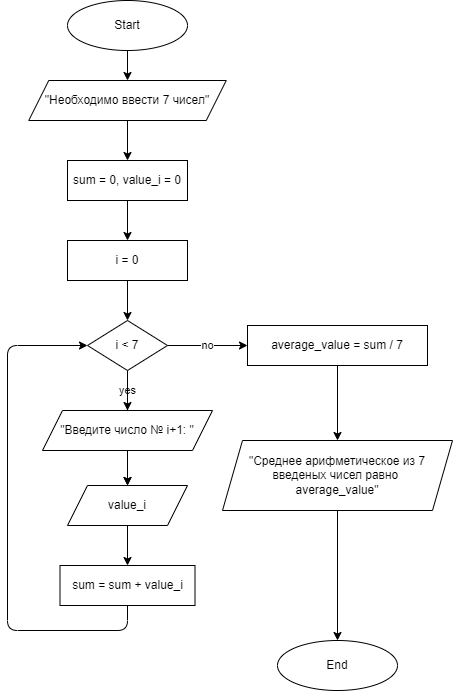 Start
"Необходимо ввести 7 чисел"
sum = 0, value_i = 0
i = 0
i < 7
no
average_value = sum / 7
yes
"Введите число № i+1: "
"Среднее арифметическое из 7
введеных чисел равно
average_value"
value_i
sum = sum + value_i
End